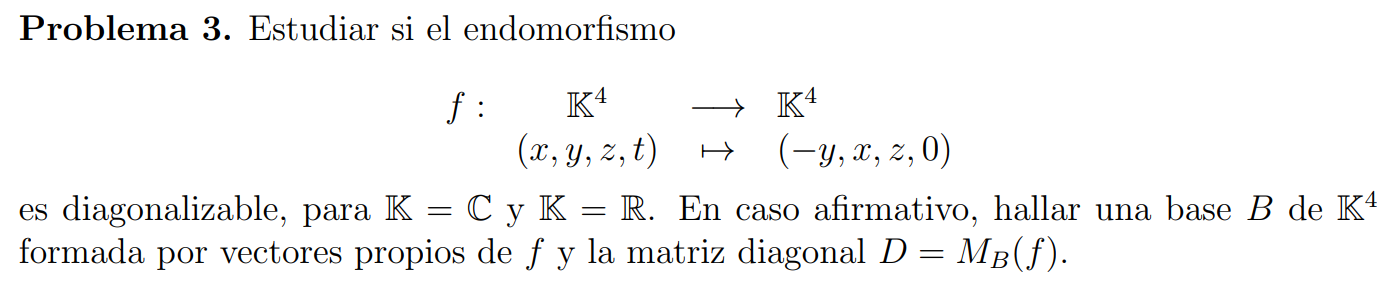 Problema 3. Estudiar si el endomorfismo
f : 𝕂⁴ ⟶ 𝕂⁴
(x, y, z, t) ↦ (−y, x, z, 0)
es diagonalizable, para 𝕂 = ℂ y 𝕂 = ℝ. En caso afirmativo, hallar una base B de 𝕂⁴
formada por vectores propios de f y la matriz diagonal D = M_B(f).